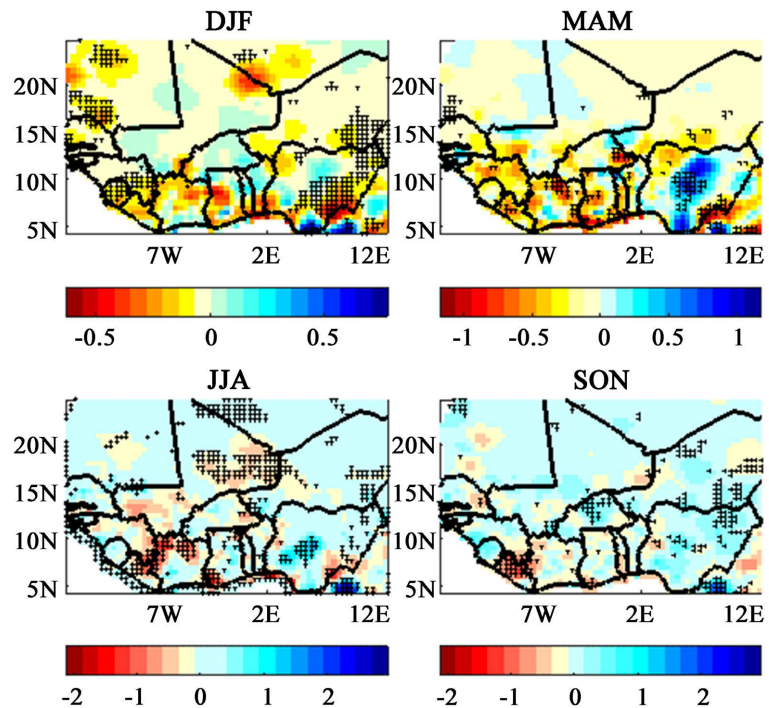 DJF MAM
20N 20N
15N 15N
10N 10N
5N 5N
7W 2E 12E 7W 2E 12E
-0.5 0 0.5 -1 -0.5 0 0.5 1
JJA SON
20N 20N
15N 15N
10N 10N
5N 5N
7W 2E 12E 7W 2E 12E
-2 -1 0 1 2 -2 -1 0 1 2